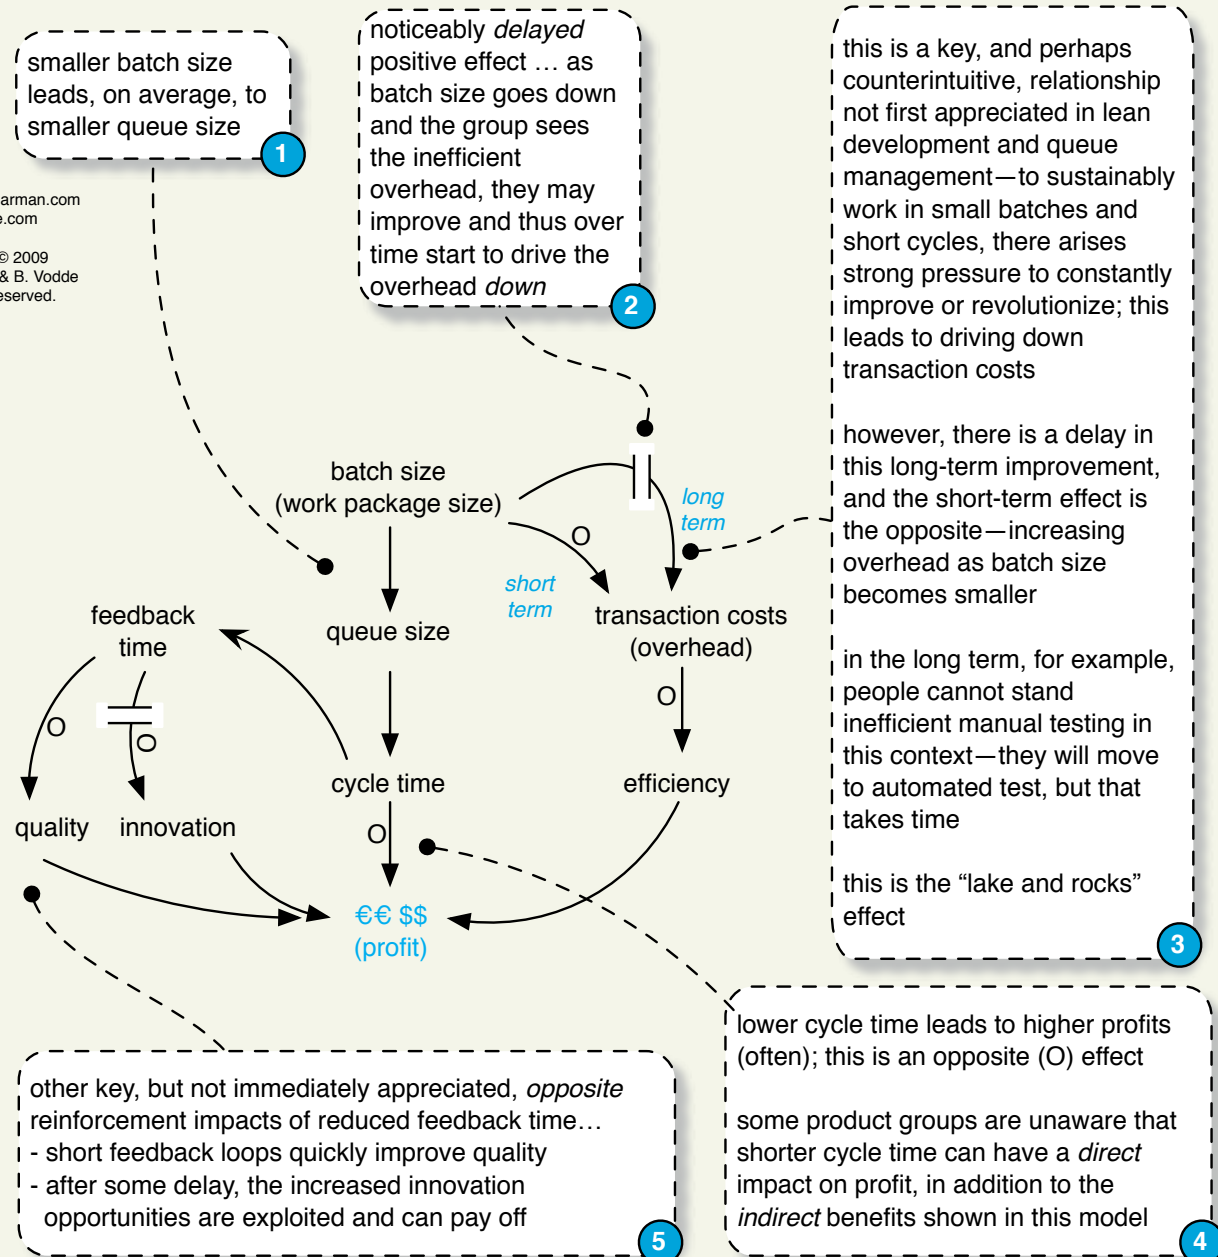 smaller batch size
leads, on average, to
smaller queue size
1
noticeably delayed
positive effect … as
batch size goes down
and the group sees
the inefficient
overhead, they may
improve and thus over
time start to drive the
overhead down
2
this is a key, and perhaps
counterintuitive, relationship
not first appreciated in lean
development and queue
management—to sustainably
work in small batches and
short cycles, there arises
strong pressure to constantly
improve or revolutionize; this
leads to driving down
transaction costs
however, there is a delay in
this long-term improvement,
and the short-term effect is
the opposite—increasing
overhead as batch size
becomes smaller
in the long term, for example,
people cannot stand
inefficient manual testing in
this context—they will move
to automated test, but that
takes time
this is the “lake and rocks”
effect
3
arman.com
e.com
© 2009
& B. Vodde
eserved.
batch size
(work package size)
long
term
O
short
term
feedback
time
queue size
transaction costs
(overhead)
O
O
O
cycle time
efficiency
quality
innovation
O
€€ $$
(profit)
lower cycle time leads to higher profits
(often); this is an opposite (O) effect
some product groups are unaware that
shorter cycle time can have a direct
impact on profit, in addition to the
indirect benefits shown in this model
4
other key, but not immediately appreciated, opposite
reinforcement impacts of reduced feedback time…
- short feedback loops quickly improve quality
- after some delay, the increased innovation
opportunities are exploited and can pay off
5